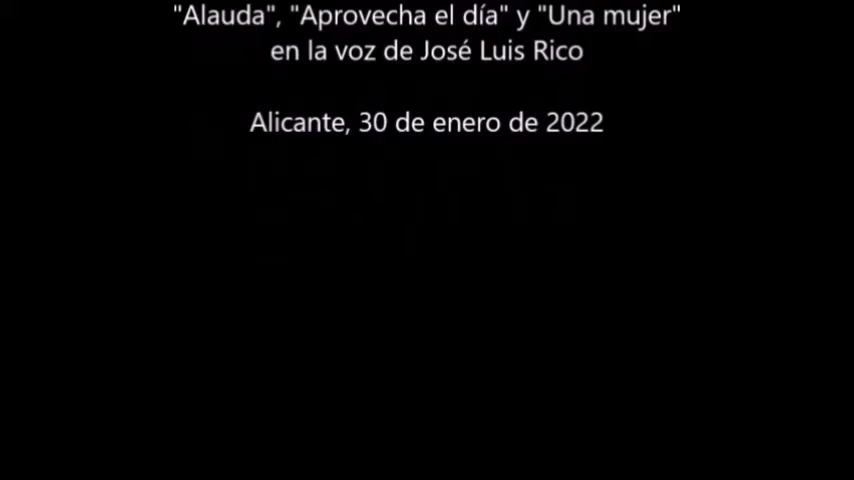 "Alauda", "Aprovecha el día" y "Una mujer"
en la voz de José Luis Rico
Alicante, 30 de enero de 2022